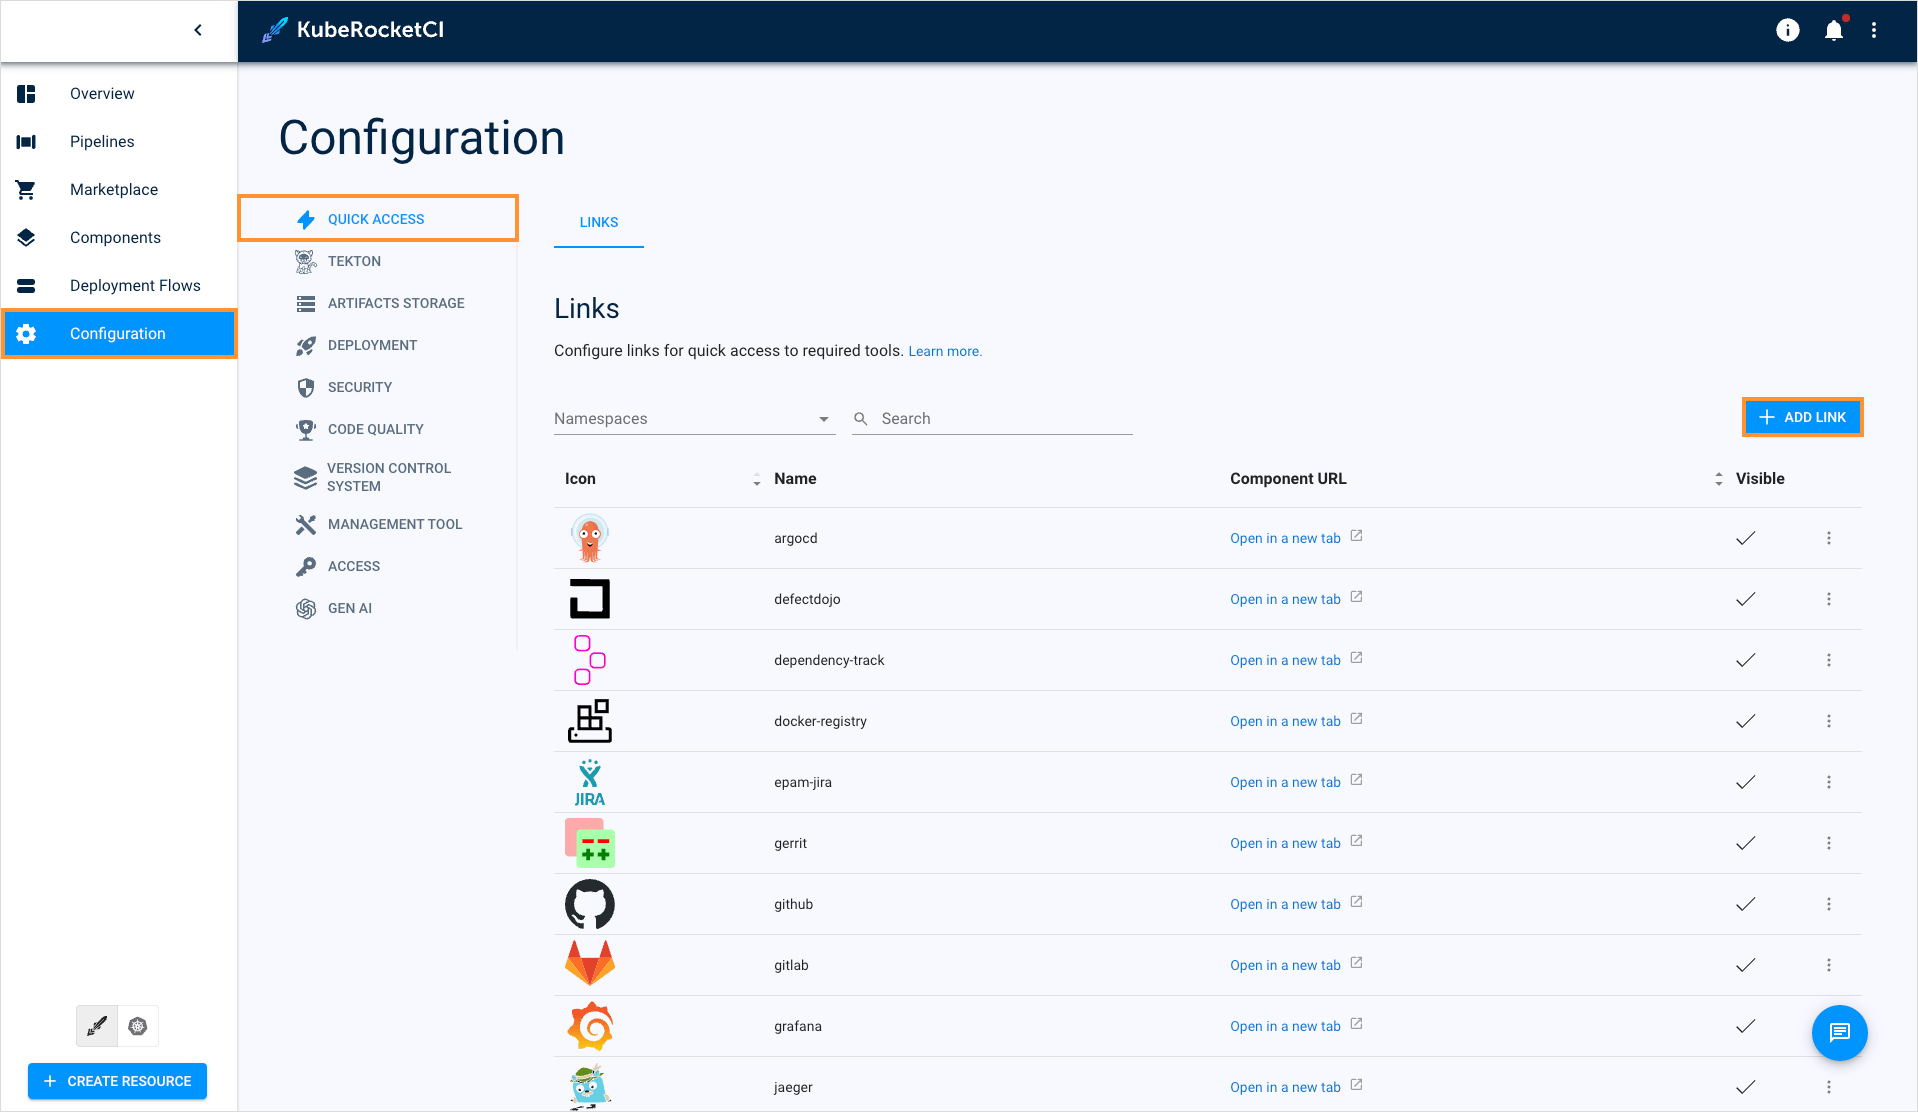 KubeRocketCI
Overview
Pipelines
Marketplace
Components
Deployment Flows
Configuration
CREATE RESOURCE
Configuration
QUICK ACCESS
TEKTON
ARTIFACTS STORAGE
DEPLOYMENT
SECURITY
CODE QUALITY
VERSION CONTROL
SYSTEM
MANAGEMENT TOOL
ACCESS
GEN AI
LINKS
Links
Configure links for quick access to required tools. Learn more.
Namespaces
Search
ADD LINK
Icon Name Component URL Visible
argocd Open in a new tab
defectdojo Open in a new tab
dependency-track Open in a new tab
docker-registry Open in a new tab
JIRA epam-jira Open in a new tab
gerrit Open in a new tab
github Open in a new tab
gitlab Open in a new tab
grafana Open in a new tab
jaeger Open in a new tab